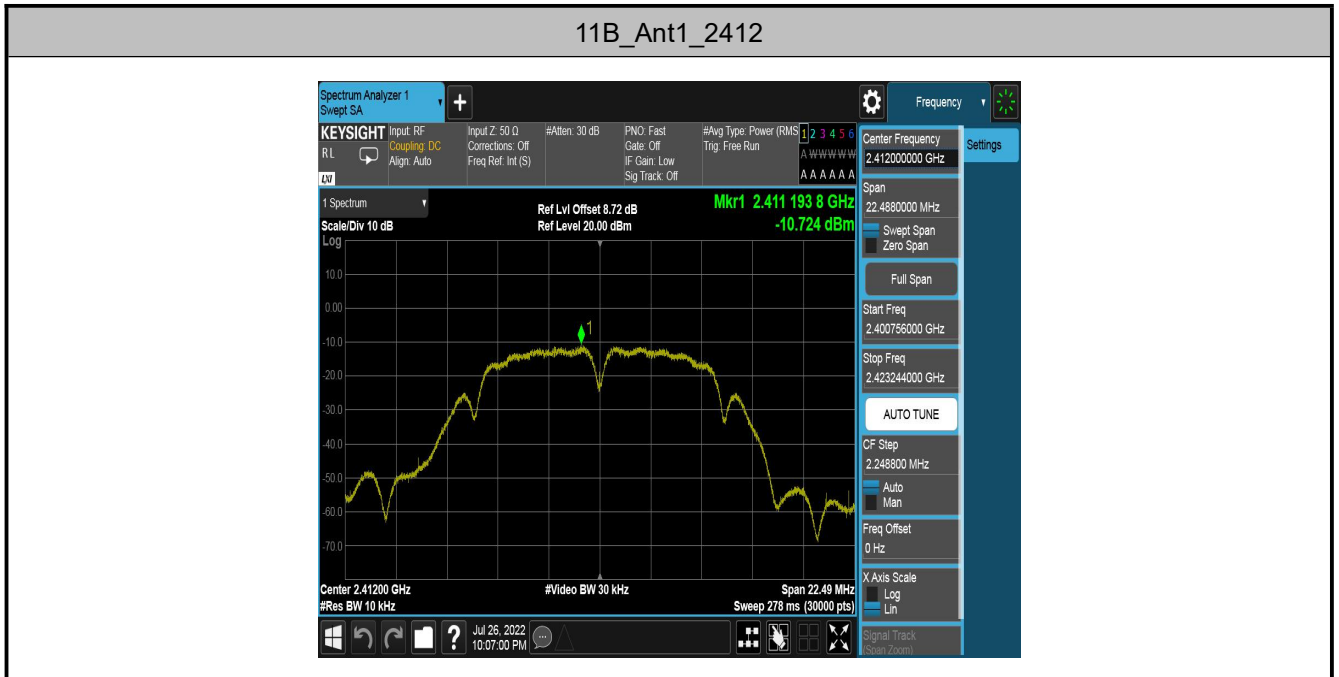 11B_Ant1_2412
Spectrum Analyzer 1
Swept SA
Frequency
KEYSIGHT
RL
LXI
Input: RF
Coupling: DC
Align: Auto
Input Z: 50 Ω
Corrections: Off
Freq Ref: Int (S)
#Atten: 30 dB
PNO: Fast
Gate: Off
IF Gain: Low
Sig Track: Off
#Avg Type: Power (RMS
Trig: Free Run
1 2 3 4 5 6
A W W W W W
A A A A A A
Center Frequency
2.412000000 GHz
Settings
Span
22.4880000 MHz
Swept Span
Zero Span
Full Span
Start Freq
2.400756000 GHz
Stop Freq
2.423244000 GHz
AUTO TUNE
CF Step
2.248800 MHz
Auto
Man
Freq Offset
0 Hz
X Axis Scale
Log
Lin
Signal Track
(Span Zoom)
1 Spectrum
Scale/Div 10 dB
Log
Ref Lvl Offset 8.72 dB
Ref Level 20.00 dBm
Mkr1 2.411 193 8 GHz
-10.724 dBm
10.0
0.00
-10.0
-20.0
-30.0
-40.0
-50.0
-60.0
-70.0
1
Center 2.41200 GHz
#Res BW 10 kHz
#Video BW 30 kHz
Span 22.49 MHz
Sweep 278 ms (30000 pts)
?
Jul 26, 2022
10:07:00 PM